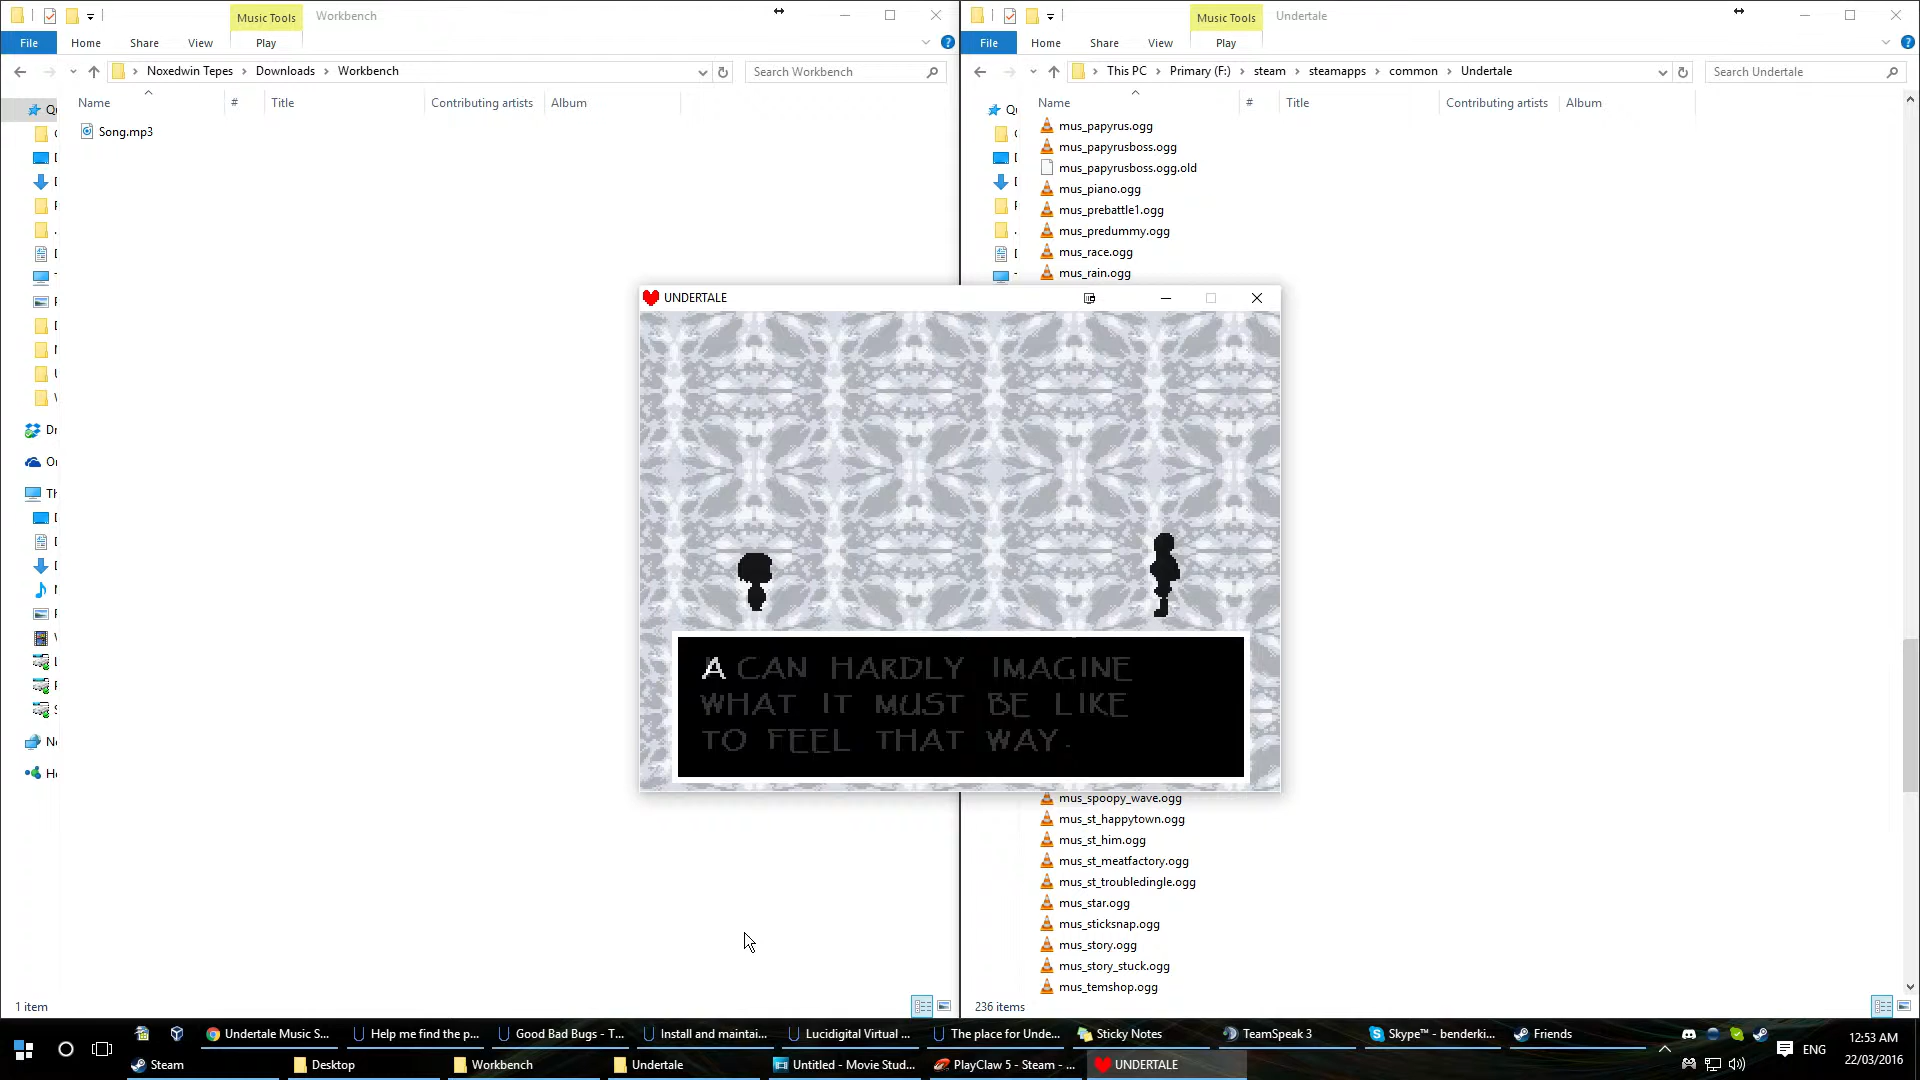 Music Tools
Workbench
File
Home
Share
View
Play
Noxedwin Tepes
Downloads
Workbench
Search Workbench
Name
#
Title
Contributing artists
Album
Song.mp3
1 item
Music Tools
Undertale
File
Home
Share
View
Play
This PC
Primary (F:)
steam
steamapps
common
Undertale
Search Undertale
Name
#
Title
Contributing artists
Album
mus_papyrus.ogg
mus_papyrusboss.ogg
mus_papyrusboss.ogg.old
mus_piano.ogg
mus_prebattle1.ogg
mus_predummy.ogg
mus_race.ogg
mus_rain.ogg
UNDERTALE
A CAN HARDLY IMAGINE
WHAT IT MUST BE LIKE
TO FEEL THAT WAY.
mus_spoopy_wave.ogg
mus_st_happytown.ogg
mus_st_him.ogg
mus_st_meatfactory.ogg
mus_st_troubledingle.ogg
mus_star.ogg
mus_sticksnap.ogg
mus_story.ogg
mus_story_stuck.ogg
mus_temshop.ogg
236 items
Undertale Music S...
Help me find the p...
Good Bad Bugs - T...
Install and maintai...
Lucidigital Virtual ...
The place for Unde...
Sticky Notes
TeamSpeak 3
Skype™ - benderki...
Friends
Steam
Desktop
Workbench
Undertale
Untitled - Movie Stud...
PlayClaw 5 - Steam - ...
UNDERTALE
ENG
12:53 AM
22/03/2016